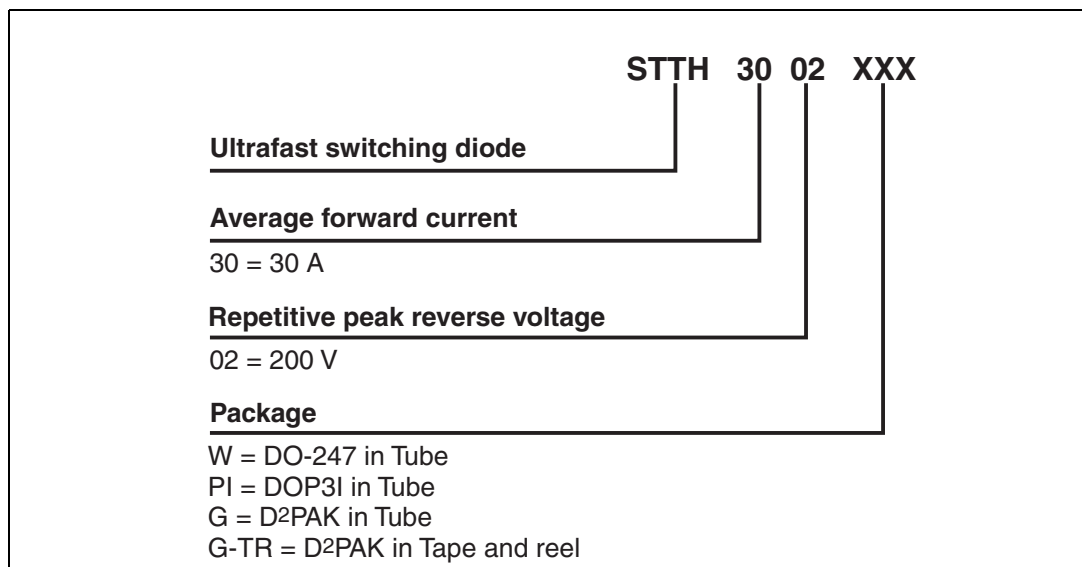 STTH 30 02 XXX
Ultrafast switching diode
Average forward current
30 = 30 A
Repetitive peak reverse voltage
02 = 200 V
Package
W = DO-247 in Tube
PI = DOP3I in Tube
G = D2PAK in Tube
G-TR = D2PAK in Tape and reel